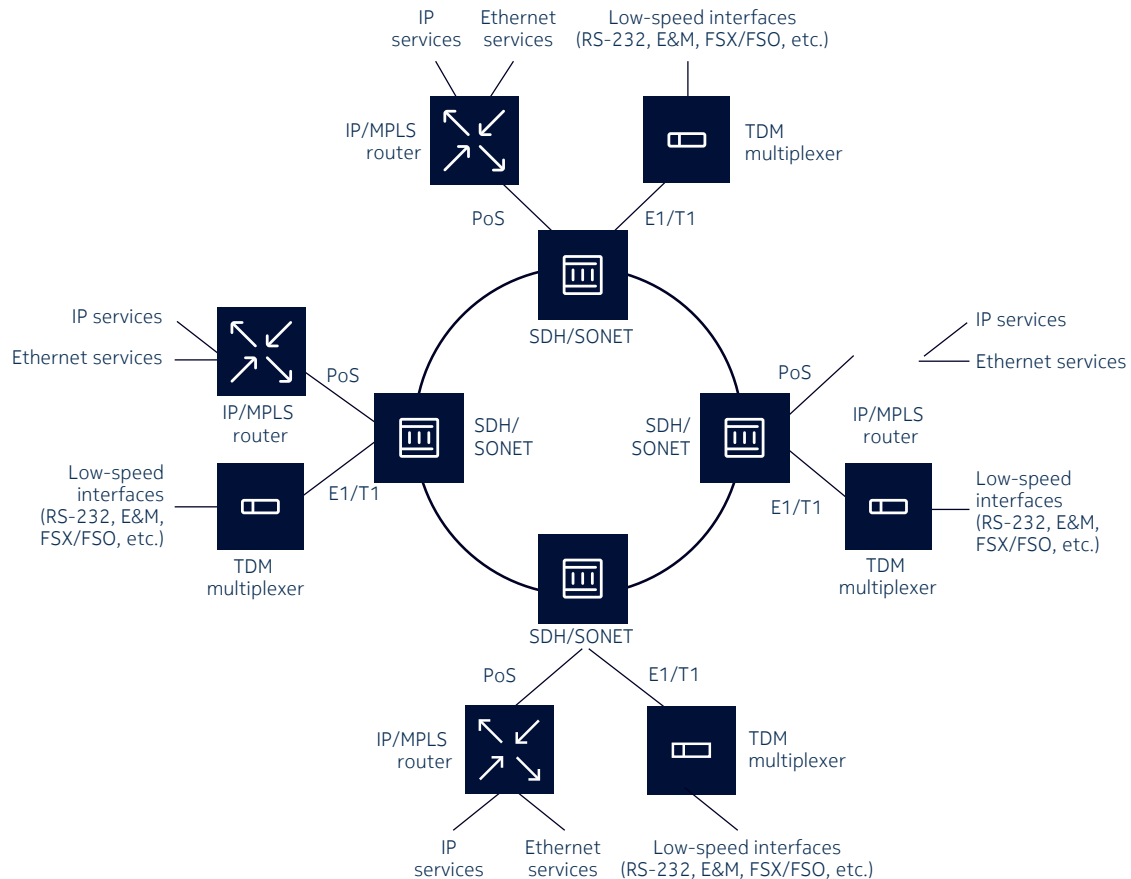 IP
services
Ethernet
services
Low-speed interfaces
(RS-232, E&M, FSX/FSO, etc.)
IP/MPLS
router
TDM
multiplexer
PoS
E1/T1
SDH/SONET
IP services
Ethernet services
PoS
IP/MPLS
router
SDH/
SONET
Low-speed
interfaces
(RS-232, E&M,
FSX/FSO, etc.)
E1/T1
TDM
multiplexer
IP services
Ethernet services
PoS
IP/MPLS
router
SDH/
SONET
E1/T1
Low-speed
interfaces
(RS-232, E&M,
FSX/FSO, etc.)
TDM
multiplexer
SDH/SONET
PoS
E1/T1
IP/MPLS
router
TDM
multiplexer
IP
services
Ethernet
services
Low-speed interfaces
(RS-232, E&M, FSX/FSO, etc.)